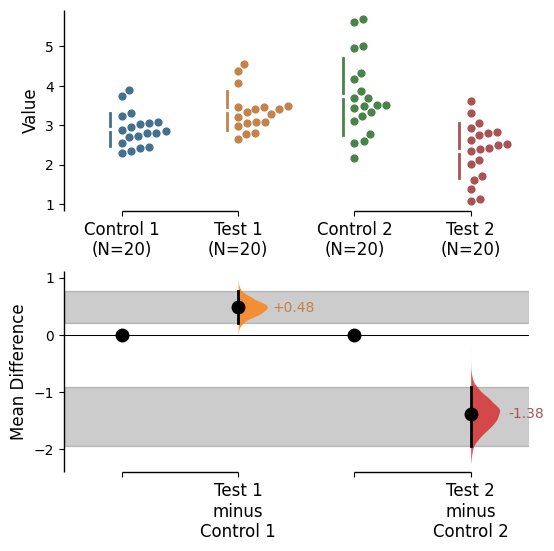 Value
5
4
3
2
1
Control 1
(N=20)
Test 1
(N=20)
Control 2
(N=20)
Test 2
(N=20)
Mean Difference
1
0
−1
−2
+0.48
-1.38
Test 1
minus
Control 1
Test 2
minus
Control 2